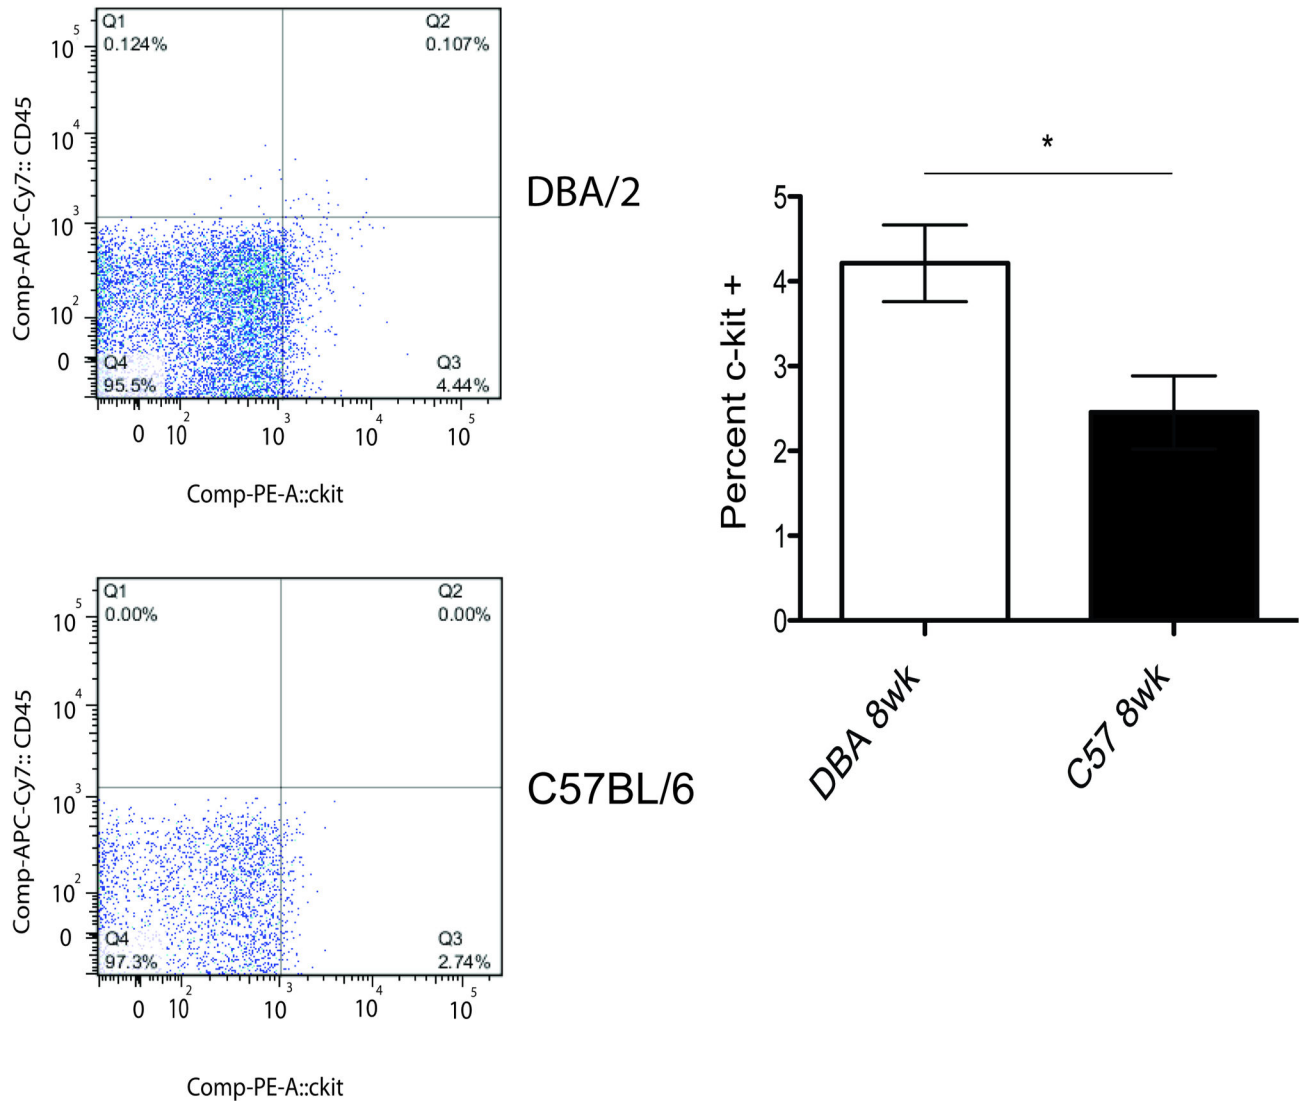 Q1
0.124%
Q2
0.107%
10^5
10^4
10^3
10^2
0
Comp-APC-Cy7:: CD45
Q4
95.5%
Q3
4.44%
0 10^2 10^3 10^4 10^5
Comp-PE-A::ckit
DBA/2
Q1
0.00%
Q2
0.00%
10^5
10^4
10^3
10^2
0
Comp-APC-Cy7:: CD45
Q4
97.3%
Q3
2.74%
0 10^2 10^3 10^4 10^5
Comp-PE-A::ckit
C57BL/6
*
5
4
3
2
1
0
Percent c-kit +
DBA 8wk
C57 8wk